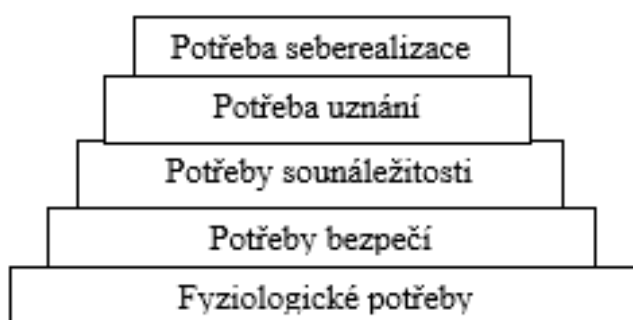 Potřeba seberealizace
Potřeba uznání
Potřeby sounáležitosti
Potřeby bezpečí
Fyziologické potřeby